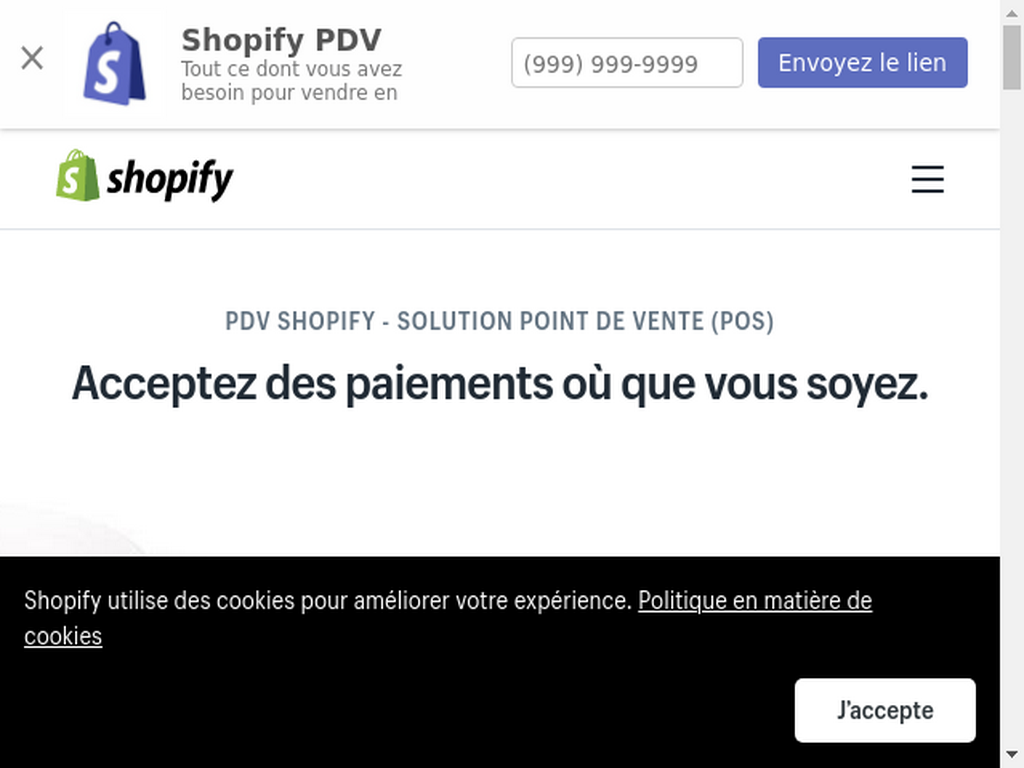 Shopify PDV
Tout ce dont vous avez
besoin pour vendre en
(999) 999-9999
Envoyez le lien
shopify
PDV SHOPIFY - SOLUTION POINT DE VENTE (POS)
Acceptez des paiements où que vous soyez.
Shopify utilise des cookies pour améliorer votre expérience. Politique en matière de
cookies
J'accepte